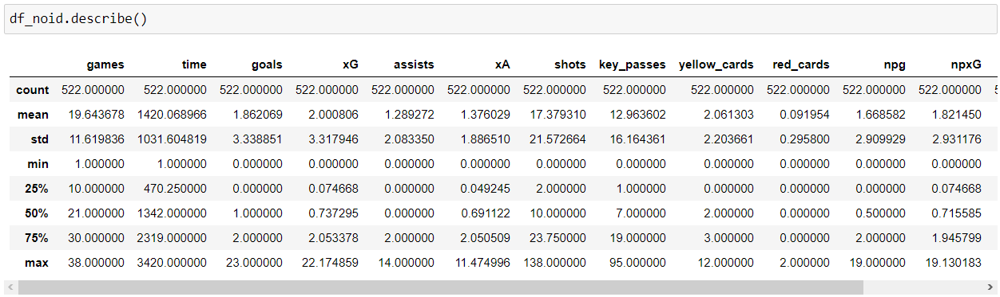 df_noid.describe()
games time goals xG assists xA shots key_passes yellow_cards red_cards npg npxG
count 522.000000 522.000000 522.000000 522.000000 522.000000 522.000000 522.000000 522.000000 522.000000 522.000000 522.000000 522.000000
mean 19.643678 1420.068966 1.862069 2.000806 1.289272 1.376029 17.379310 12.963602 2.061303 0.091954 1.668582 1.821450
std 11.619836 1031.604819 3.338851 3.317946 2.083350 1.886510 21.572664 16.164361 2.203661 0.295800 2.909929 2.931176
min 1.000000 1.000000 0.000000 0.000000 0.000000 0.000000 0.000000 0.000000 0.000000 0.000000 0.000000 0.000000
25% 10.000000 470.250000 0.000000 0.074668 0.000000 0.049245 2.000000 1.000000 0.000000 0.000000 0.000000 0.074668
50% 21.000000 1342.000000 1.000000 0.737295 0.000000 0.691122 10.000000 7.000000 2.000000 0.000000 0.500000 0.715585
75% 30.000000 2319.000000 2.000000 2.053378 2.000000 2.050509 23.750000 19.000000 3.000000 0.000000 2.000000 1.945799
max 38.000000 3420.000000 23.000000 22.174859 14.000000 11.474996 138.000000 95.000000 12.000000 2.000000 19.000000 19.130183